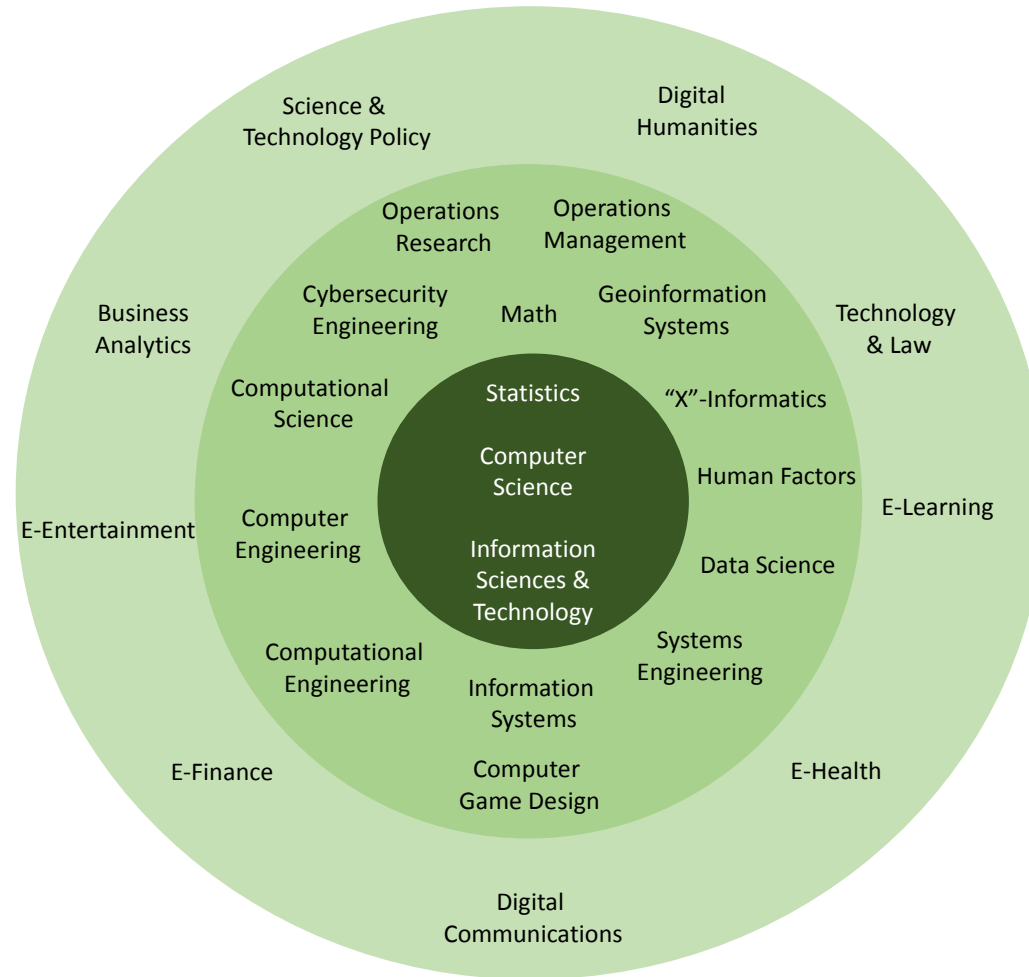 Science &
Technology Policy
Digital
Humanities
Operations
Research
Operations
Management
Cybersecurity
Engineering
Math
Geoinformation
Systems
Business
Analytics
Technology
& Law
Computational
Science
Statistics
“X”-Informatics
Computer
Science
Human Factors
E-Learning
E-Entertainment
Computer
Engineering
Information
Sciences &
Technology
Data Science
Computational
Engineering
Information
Systems
Systems
Engineering
E-Finance
Computer
Game Design
E-Health
Digital
Communications